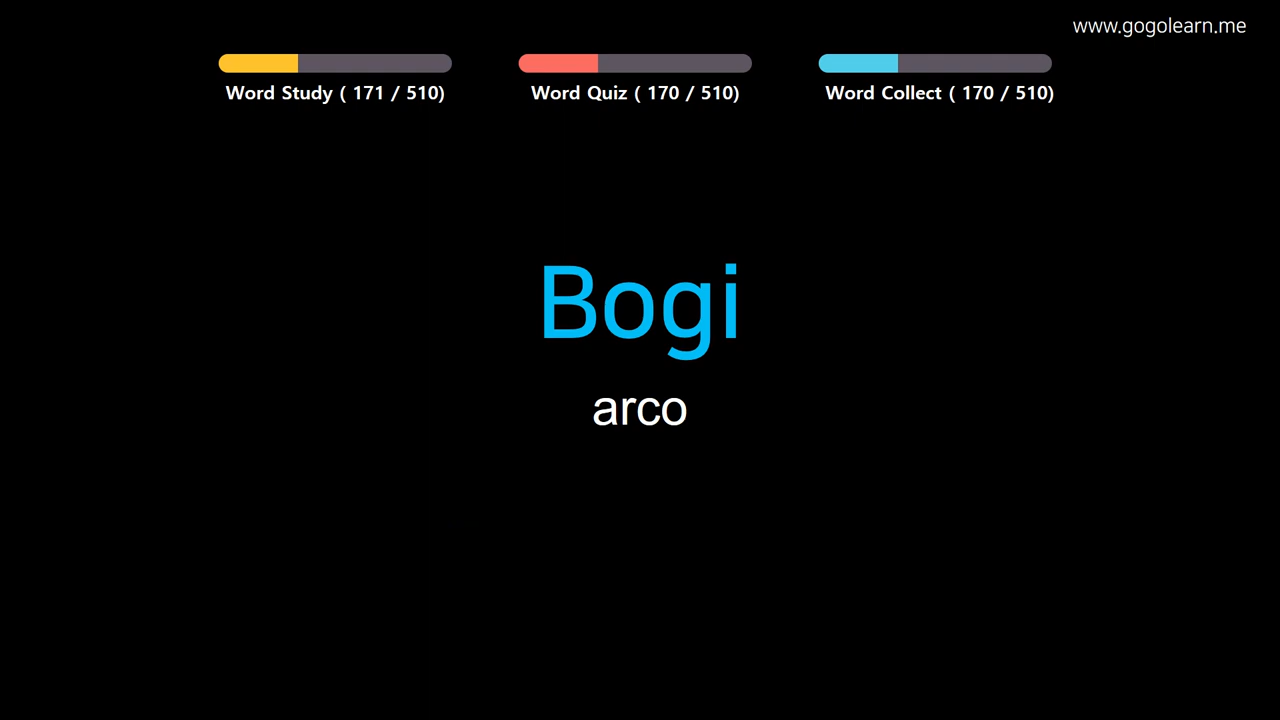 www.gogolearn.me
Word Study ( 171 / 510)
Word Quiz ( 170 / 510)
Word Collect ( 170 / 510)
Bogi
arco